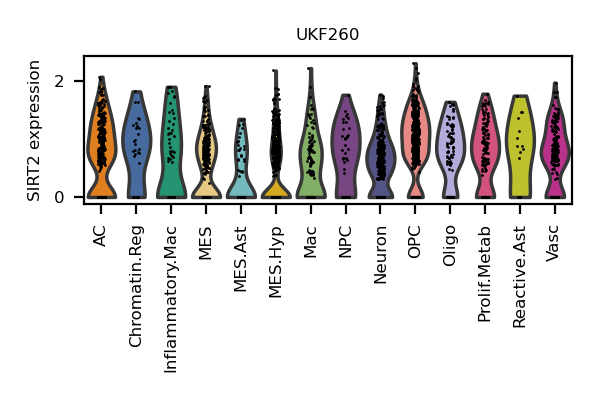 UKF260
SIRT2 expression
2
0
AC
Chromatin.Reg
Inflammatory.Mac
MES
MES.Ast
MES.Hyp
Mac
NPC
Neuron
OPC
Oligo
Prolif.Metab
Reactive.Ast
Vasc